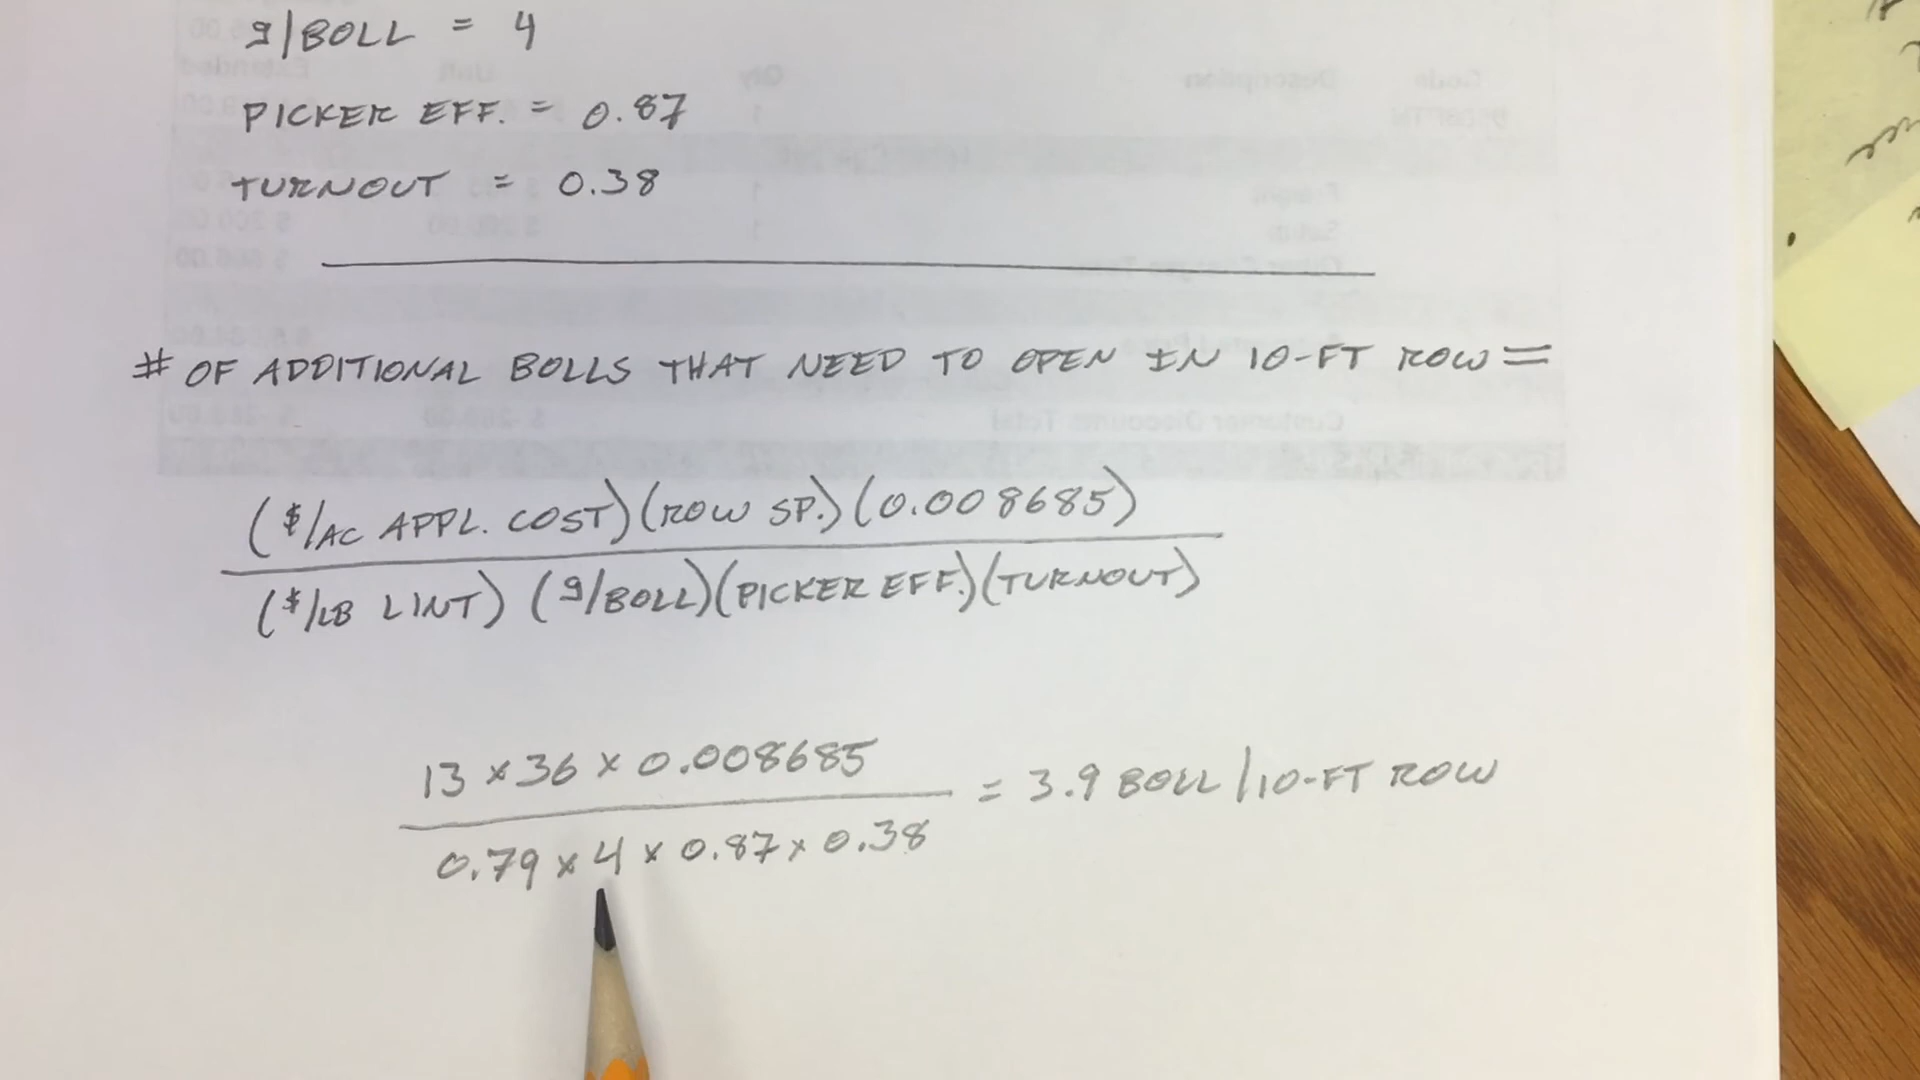 g/BOLL = 4
PICKER EFF. = 0.87
TURNOUT = 0.38
# OF ADDITIONAL BOLLS THAT NEED TO OPEN IN 10-FT ROW =
($/AC APPL. COST)(ROW SP.)(0.008685)
($/LB LINT) (g/BOLL)(PICKER EFF.)(TURNOUT)
13 × 36 × 0.008685
= 3.9 BOLL/10-FT ROW
0.79 × 4 × 0.87 × 0.38